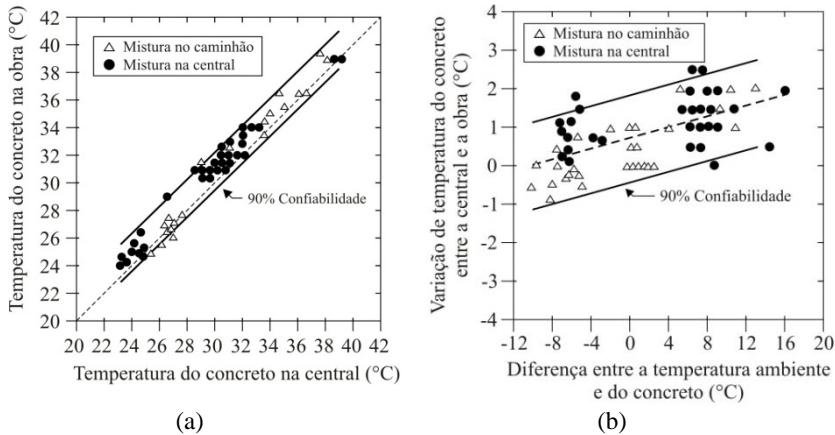 Temperatura do concreto na obra (°C)
42
40
38
36
34
32
30
28
26
24
22
20
Mistura no caminhão
Mistura na central
90% Confiabilidade
20 22 24 26 28 30 32 34 36 38 40 42
Temperatura do concreto na central (°C)
(a)
Variação de temperatura do concreto
entre a central e a obra (°C)
4
3
2
1
0
-1
-2
-3
-4
Mistura no caminhão
Mistura na central
90% Confiabilidade
-12 -8 -4 0 4 8 12 16 20
Diferença entre a temperatura ambiente
e do concreto (°C)
(b)